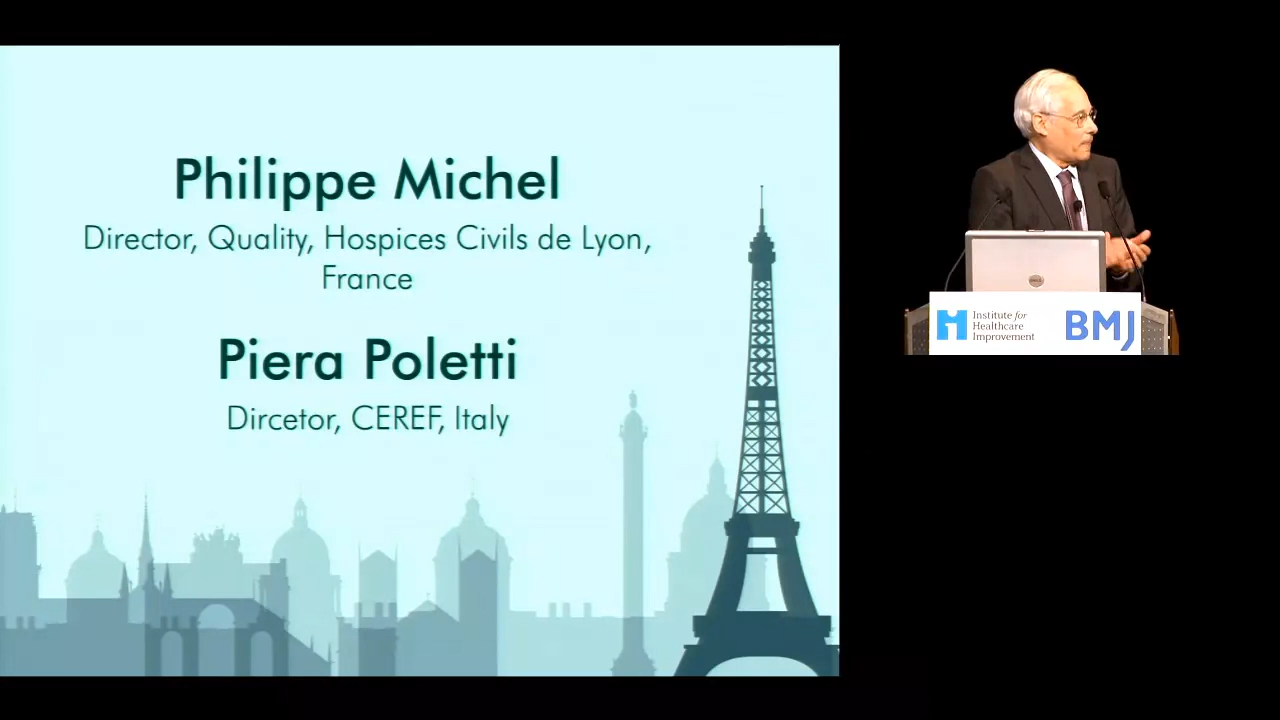 Philippe Michel
Director, Quality, Hospices Civils de Lyon,
France
Piera Poletti
Dircetor, CEREF, Italy
Institute for
Healthcare
Improvement
BMJ